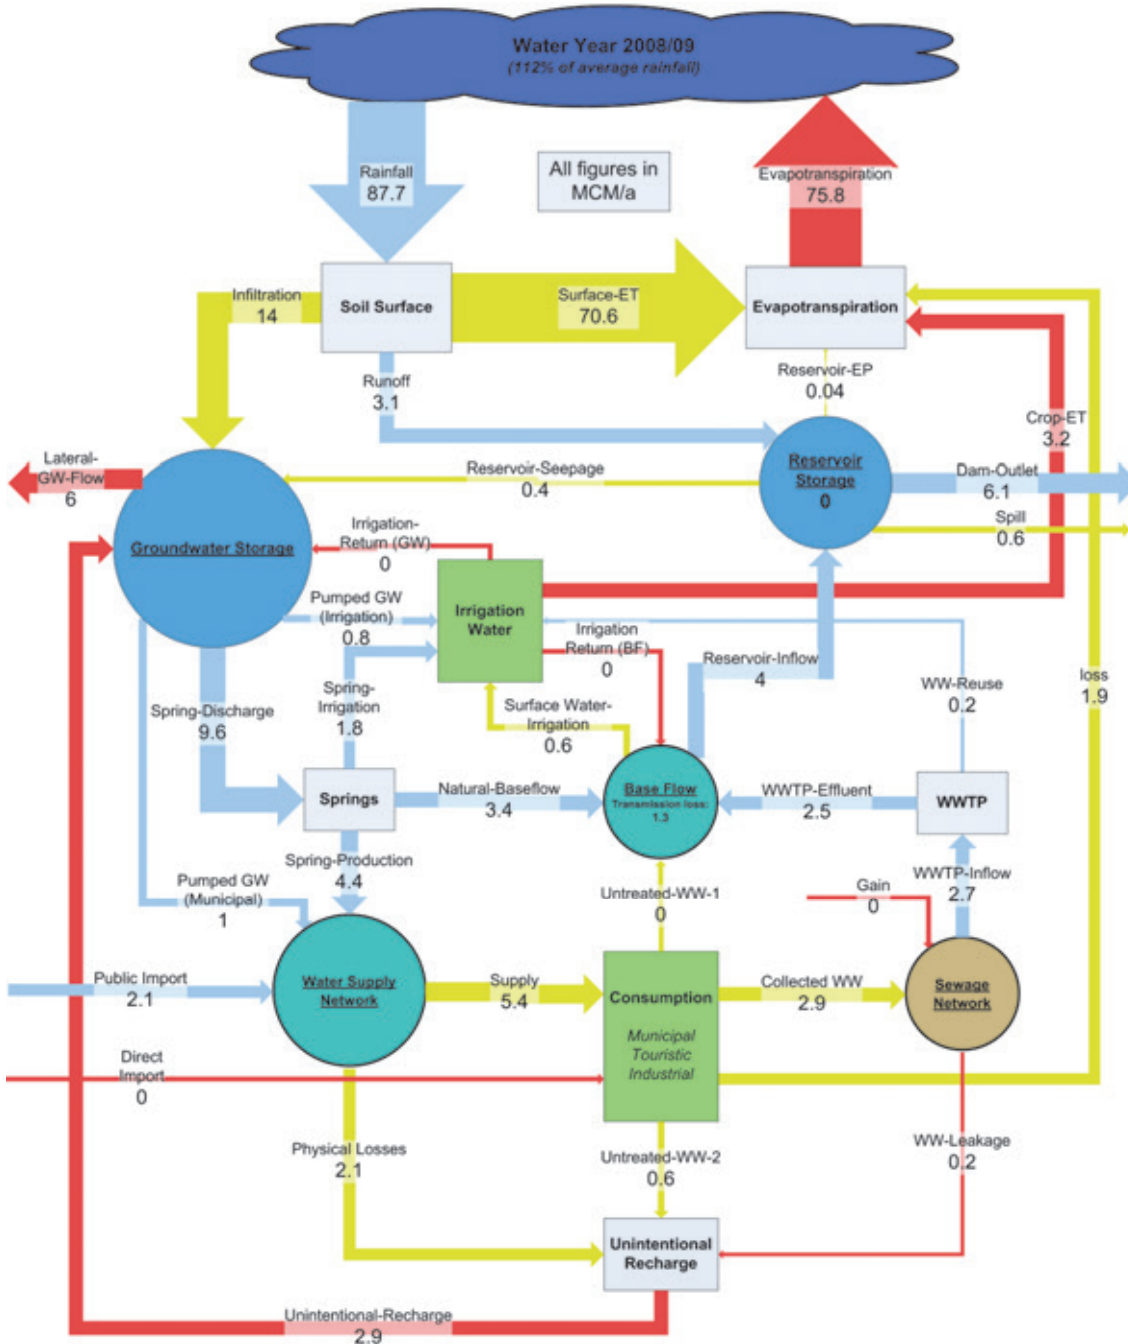 Water Year 2008/09
(112% of average rainfall)
Rainfall
87.7
All figures in
MCM/a
Evapotranspiration
75.8
Infiltration
14
Soil Surface
Surface-ET
70.6
Evapotranspiration
Runoff
3.1
Reservoir-EP
0.04
Crop-ET
3.2
Lateral-
GW-Flow
6
Reservoir-Seepage
0.4
Reservoir
Storage
0
Dam-Outlet
6.1
Spill
0.6
Groundwater Storage
Irrigation-
Return (GW)
0
Pumped GW
(Irrigation)
0.8
Irrigation
Water
Irrigation
Return (BF)
0
Reservoir-Inflow
4
loss
1.9
WW-Reuse
0.2
Spring-Discharge
9.6
Spring-
Irrigation
1.8
Surface Water-
Irrigation
0.6
Springs
Natural-Baseflow
3.4
Base Flow
Transmission loss:
1.3
WWTP-Effluent
2.5
WWTP
Spring-Production
4.4
Pumped GW
(Municipal)
1
Untreated-WW-1
0
Gain
0
WWTP-Inflow
2.7
Public Import
2.1
Water Supply
Network
Supply
5.4
Consumption
Municipal
Touristic
Industrial
Collected WW
2.9
Sewage
Network
Direct
Import
0
Physical Losses
2.1
Untreated-WW-2
0.6
WW-Leakage
0.2
Unintentional
Recharge
Unintentional-Recharge
2.9